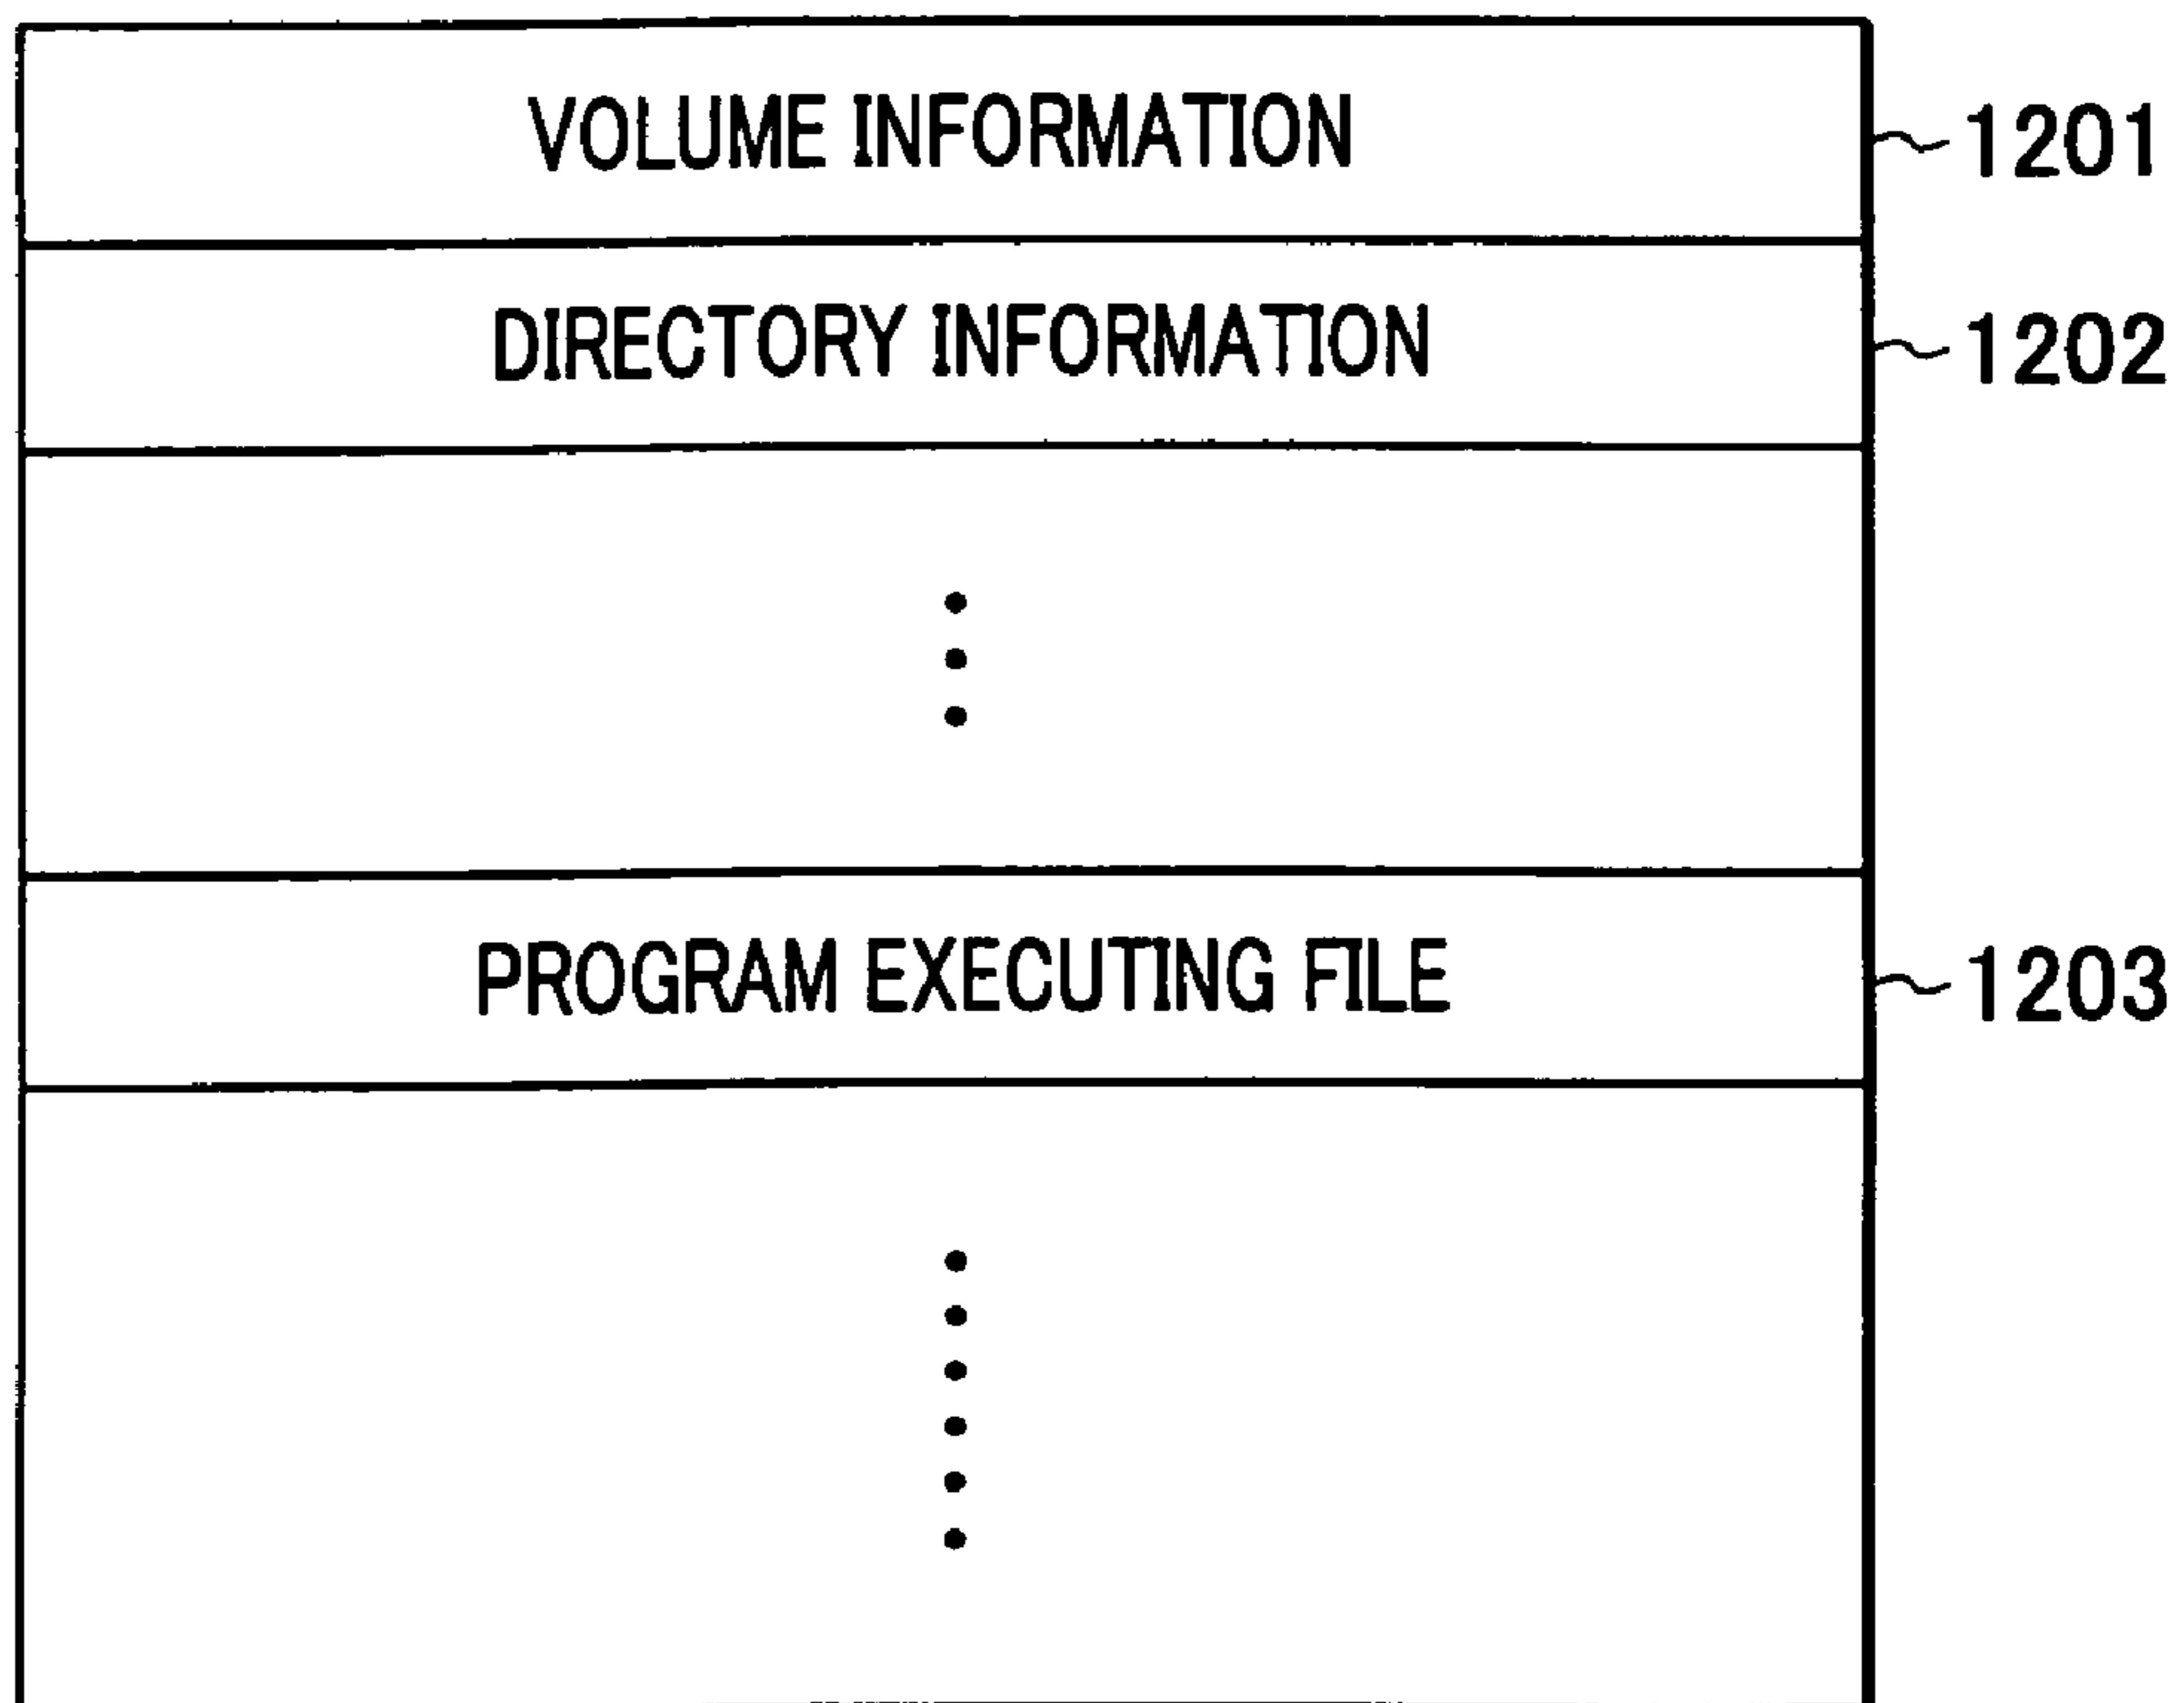 VOLUME INFORMATION 1201
DIRECTORY INFORMATION 1202
PROGRAM EXECUTING FILE 1203